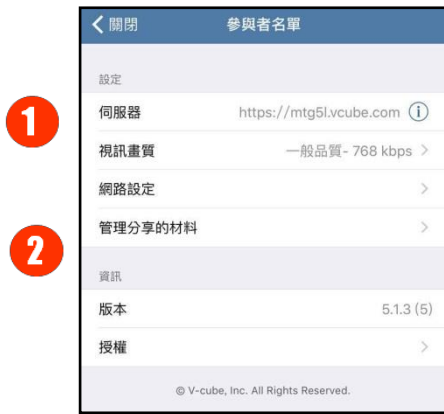 關閉 參與者名單
設定
1
伺服器 https://mtg5l.vcube.com
視訊畫質 一般品質- 768 kbps
網路設定
管理分享的材料
2
資訊
版本 5.1.3 (5)
授權
© V-cube, Inc. All Rights Reserved.